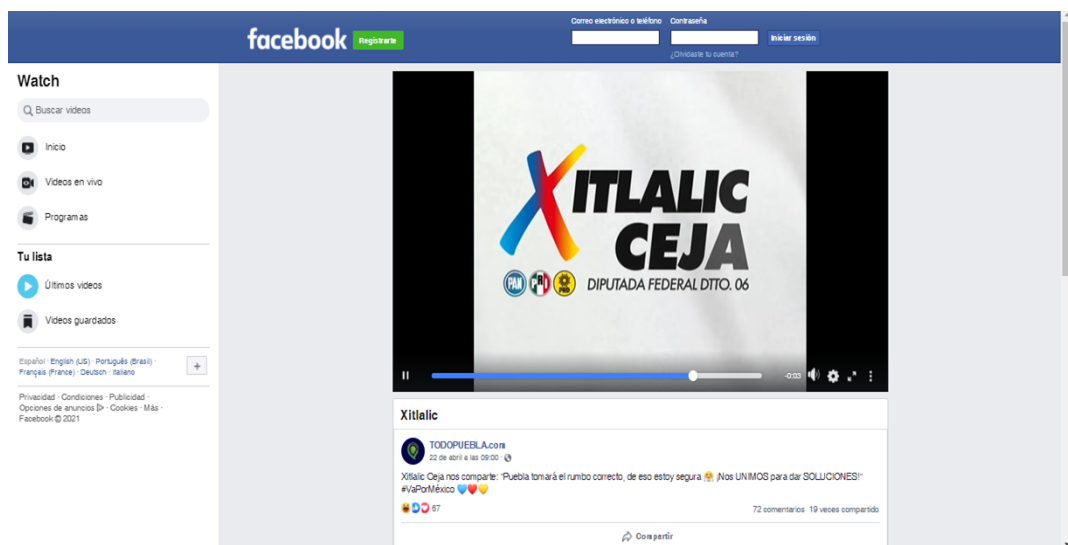 Correo electrónico o teléfono Contraseña
facebook Registrarte Iniciar sesión
¿Olvidaste tu cuenta?
Watch
Buscar videos
Inicio
Videos en vivo
Programas
Tu lista
Últimos videos
Videos guardados
Español · English (US) · Português (Brasil) ·
Français (France) · Deutsch · Italiano
Privacidad · Condiciones · Publicidad ·
Opciones de anuncios · Cookies · Más ·
Facebook © 2021
XITLALIC
CEJA
PAN PRI PRD DIPUTADA FEDERAL DTTO. 06
-0:03
Xitlalic
TODOPUEBLA.com
22 de abril a las 09:00 ·
Xitlalic Ceja nos comparte: "Puebla tomará el rumbo correcto, de eso estoy segura 🤗 ¡Nos UNIMOS para dar SOLUCIONES!"
#VaPorMéxico 💙❤️💛
67 72 comentarios 19 veces compartido
Compartir